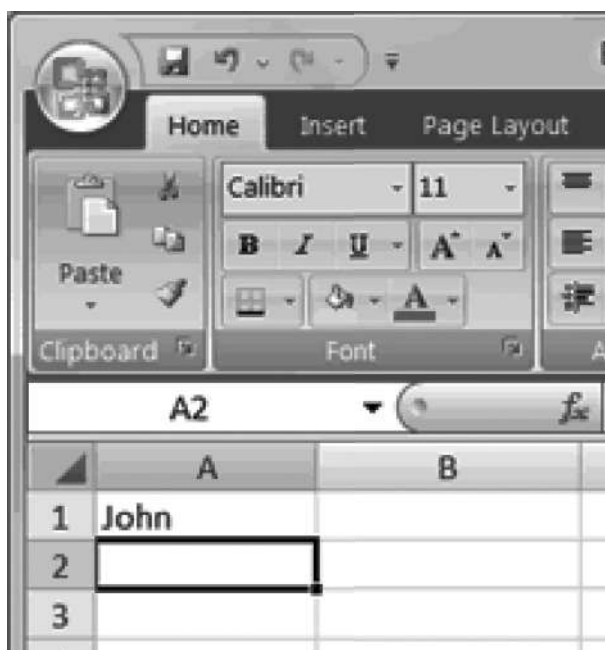 Home Insert Page Layout
Calibri 11
B I U A A
Paste
A
Clipboard Font A
A2 fx
A B
1 John
2
3